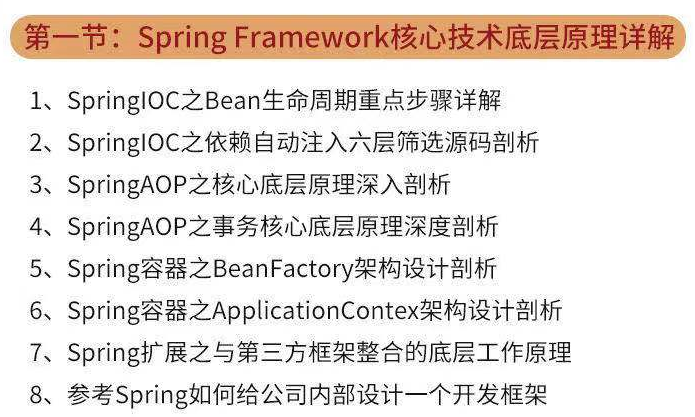 第一节：Spring Framework核心技术底层原理详解
1、SpringIOC之Bean生命周期重点步骤详解
2、SpringIOC之依赖自动注入六层筛选源码剖析
3、SpringAOP之核心底层原理深入剖析
4、SpringAOP之事务核心底层原理深度剖析
5、Spring容器之BeanFactory架构设计剖析
6、Spring容器之ApplicationContex架构设计剖析
7、Spring扩展之与第三方框架整合的底层工作原理
8、参考Spring如何给公司内部设计一个开发框架